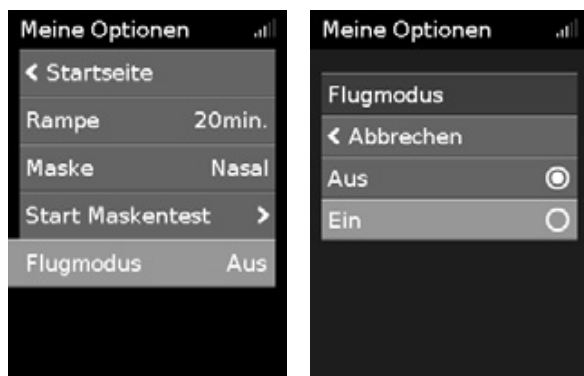 Meine Optionen
Startseite
Rampe 20min.
Maske Nasal
Start Maskentest
Flugmodus Aus
Meine Optionen
Flugmodus
Abbrechen
Aus
Ein